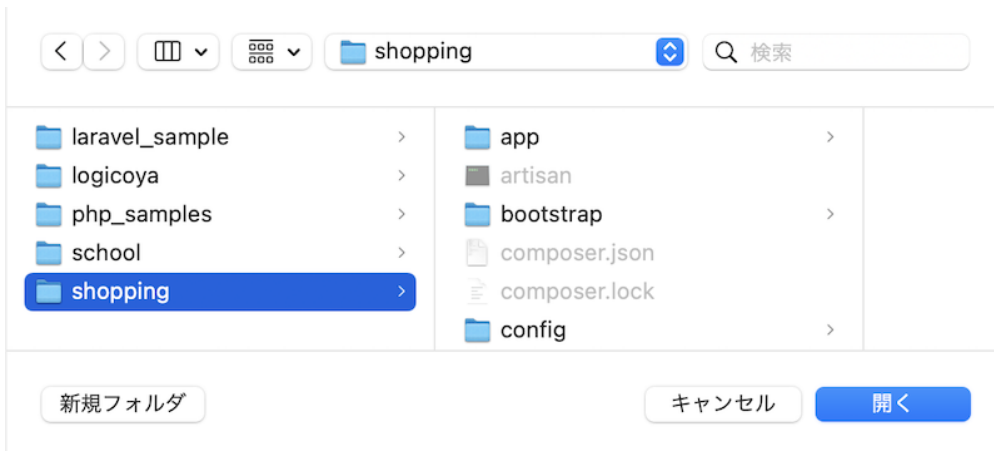 shopping
検索
laravel_sample
logicoya
php_samples
school
shopping
app
artisan
bootstrap
composer.json
composer.lock
config
新規フォルダ
キャンセル
開く